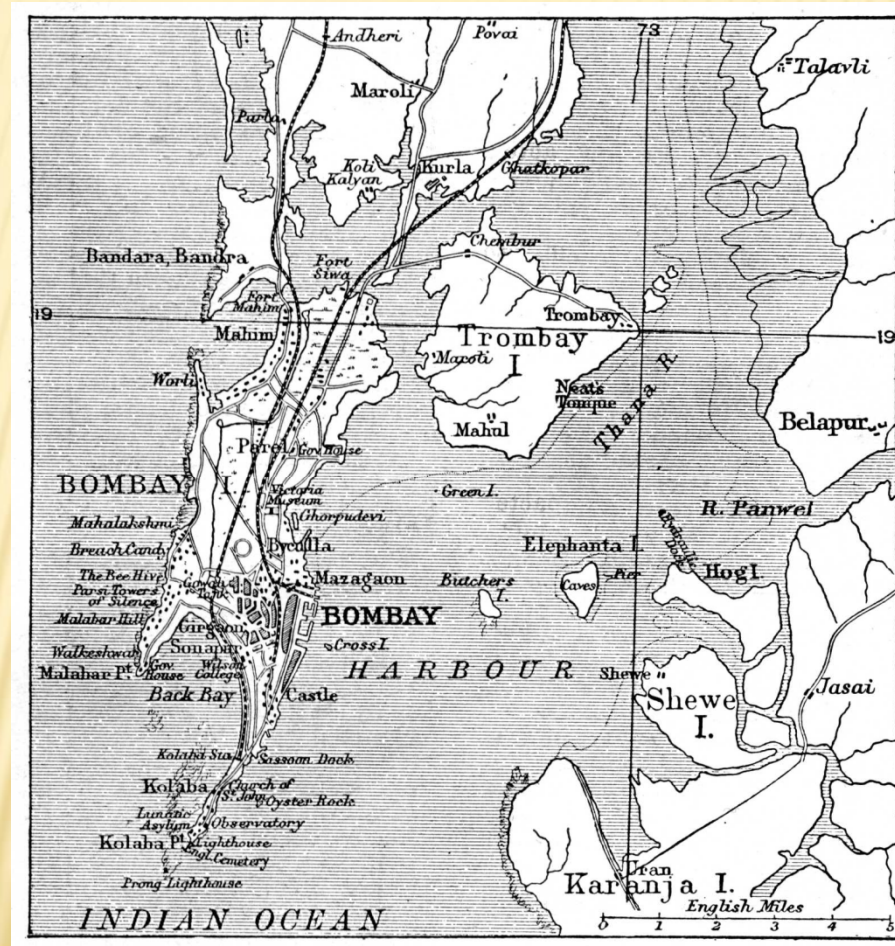 Andheri
Povai
73
Talavli
Maroli
Parla
Koli
Kalyan
Kurla
Ghatkopar
Bandara, Bandra
Fort
Siwa
Chembur
Fort
Mahim
19
Mahim
Trombay
19
Trombay
I
Maroli
Worli
Neat's
Tongue
Thana R.
Mahul
Belapur
Parel
Gov. House
BOMBAY I.
Victoria
Museum
Green I.
R. Panwel
Ghorpudevi
Mahalakshmi
Breach Candy
Byculla
Elephanta I.
Hydraulic
Dock
The Bee Hive
Parsi Towers
of Silence
Gowalia
Tank
Mazagaon
Butchers
I.
Caves
Pier
Hog I.
Malabar Hill
Girgaon
BOMBAY
Sonapur
Walkeshwar
Cross I.
HARBOUR
Malabar Pt.
Gov.
House
Wilson
College
Shewe
Shewe
I.
Jasai
Back Bay
Castle
Kolaba Sta.
Sassoon Dock
Kolaba
Church of
St. John
Oyster Rock
Lunatic
Asylum
Observatory
Kolaba Pt.
Lighthouse
Engl. Cemetery
Prong Lighthouse
Uran
Karanja I.
English Miles
INDIAN OCEAN
0 1 2 3 4 5